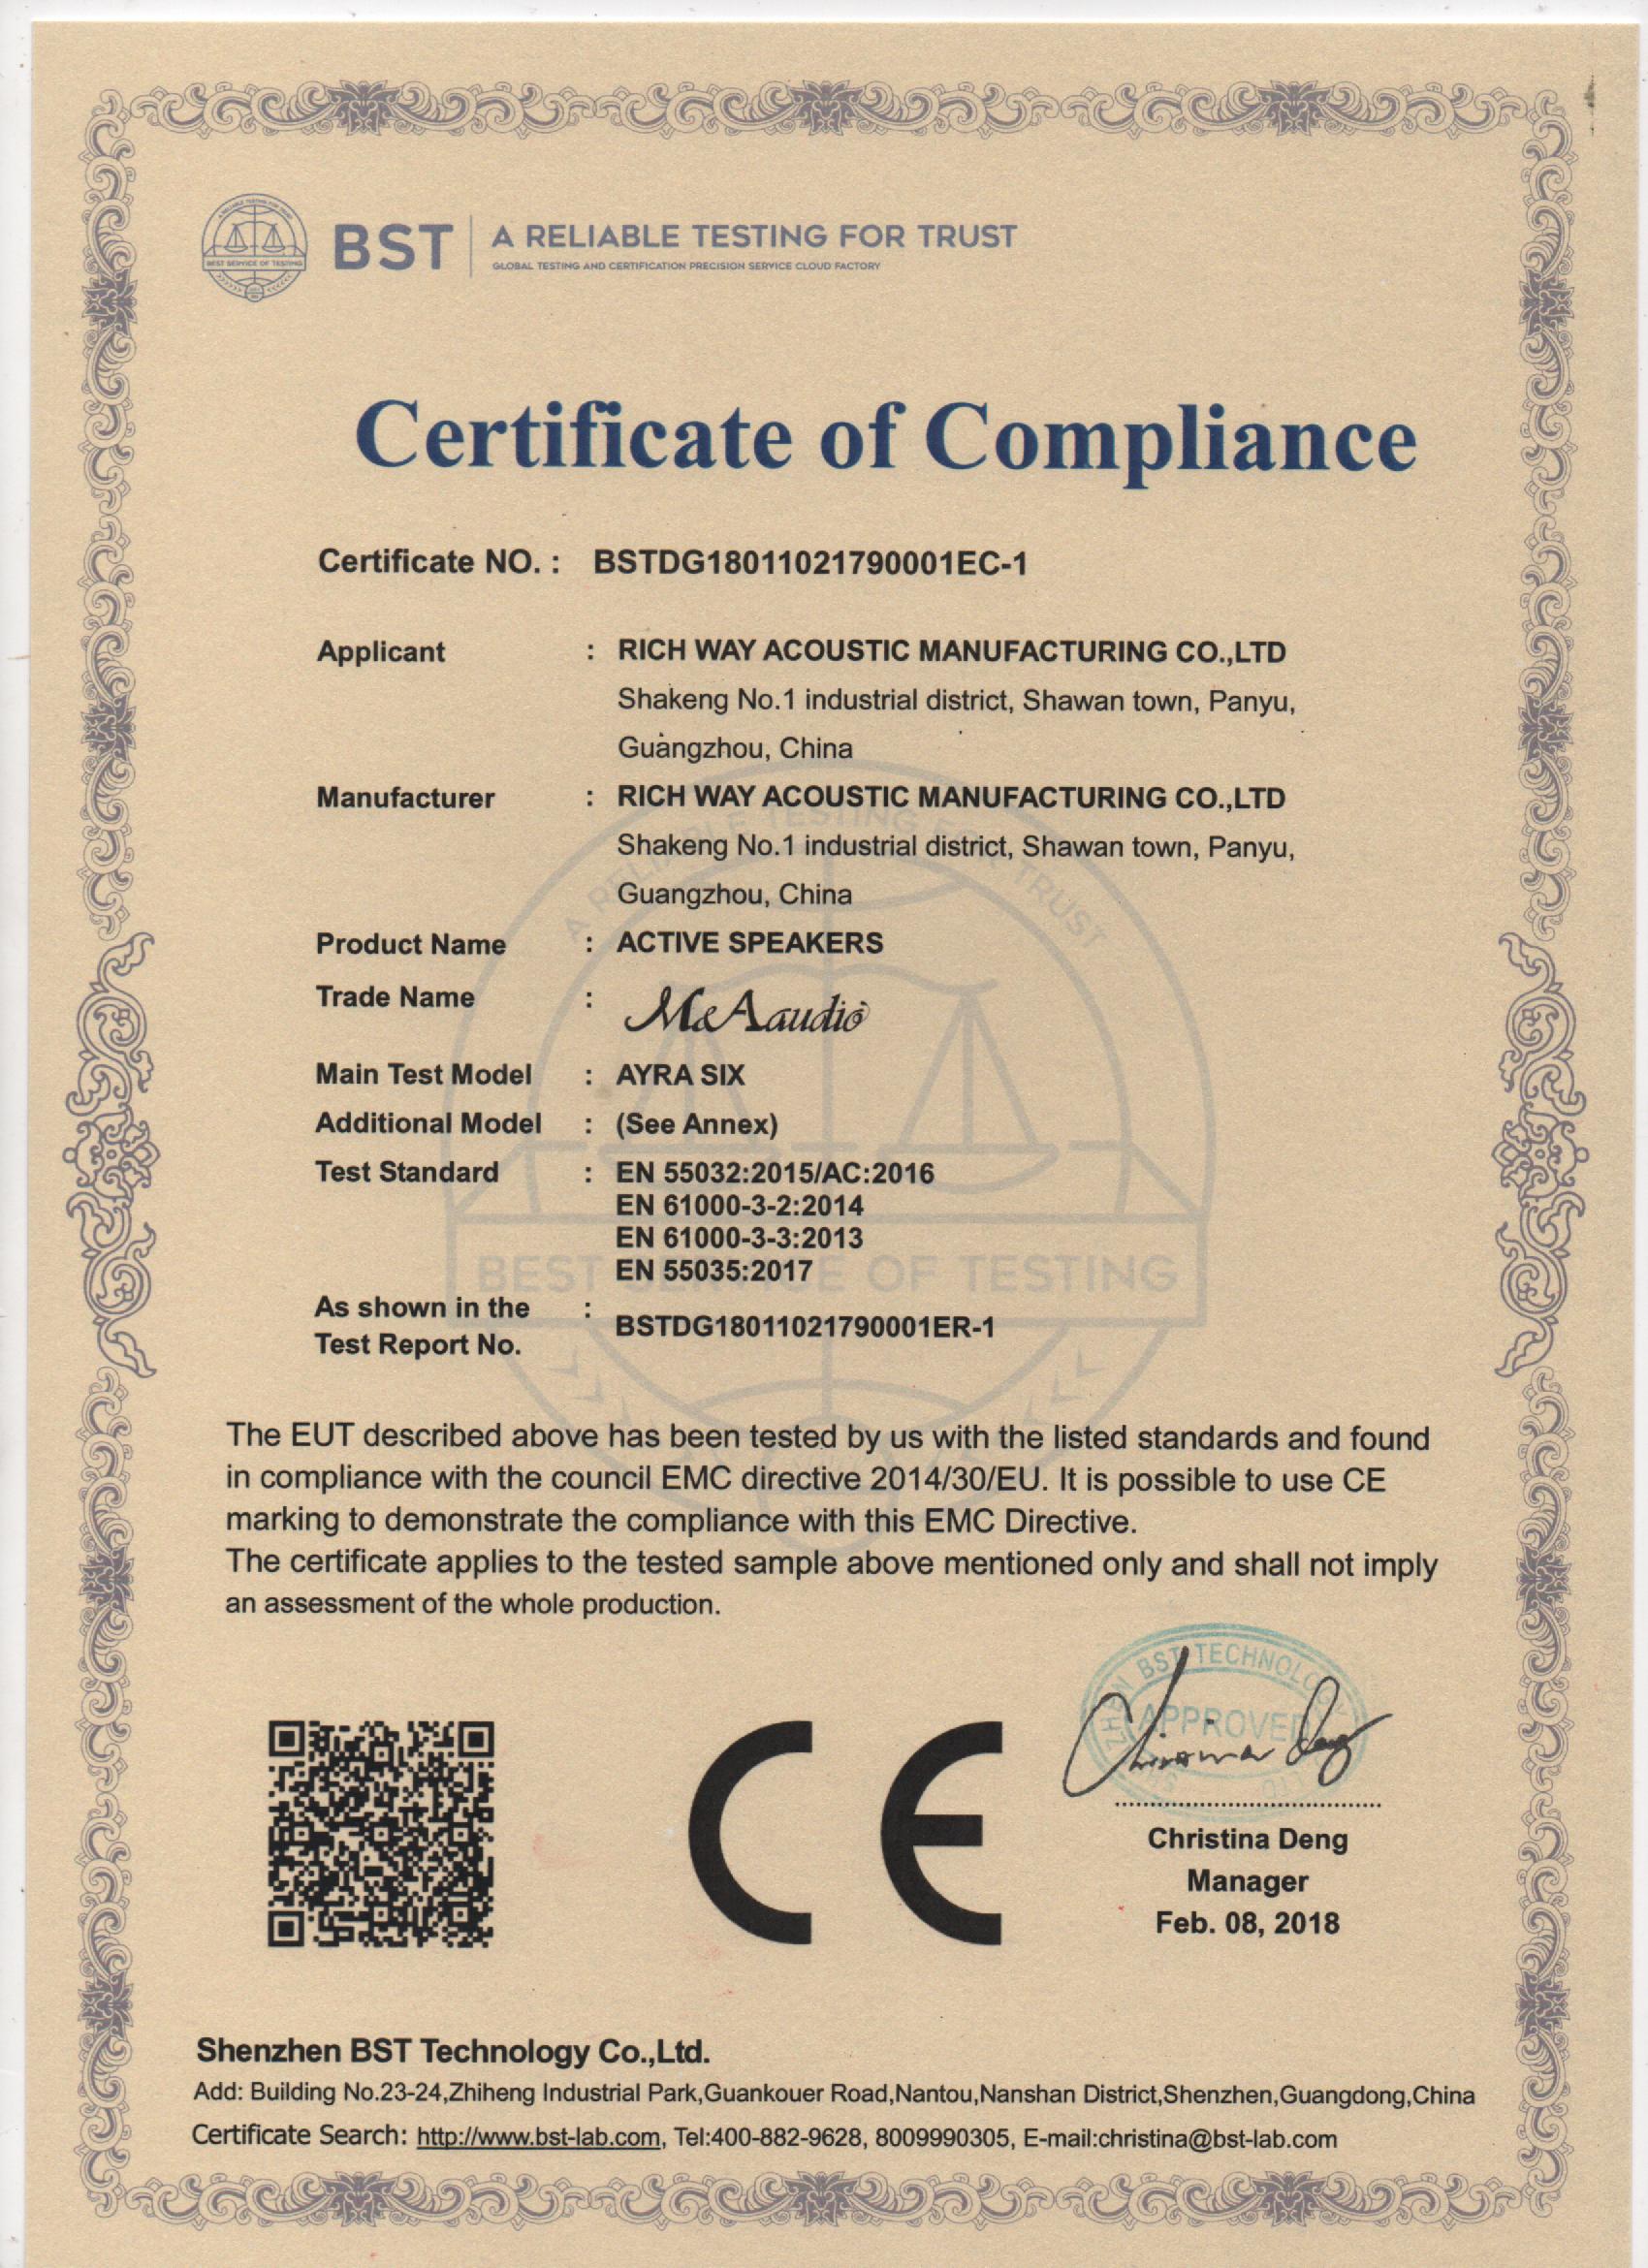 BEST SERVICE OF TESTING
BST
A RELIABLE TESTING FOR TRUST
GLOBAL TESTING AND CERTIFICATION PRECISION SERVICE CLOUD FACTORY
Certificate of Compliance
Certificate NO. : BSTDG18011021790001EC-1
Applicant : RICH WAY ACOUSTIC MANUFACTURING CO.,LTD
Shakeng No.1 industrial district, Shawan town, Panyu,
Guangzhou, China
Manufacturer : RICH WAY ACOUSTIC MANUFACTURING CO.,LTD
Shakeng No.1 industrial district, Shawan town, Panyu,
Guangzhou, China
Product Name : ACTIVE SPEAKERS
Trade Name : M&Aaudio
Main Test Model : AYRA SIX
Additional Model : (See Annex)
Test Standard : EN 55032:2015/AC:2016
EN 61000-3-2:2014
EN 61000-3-3:2013
EN 55035:2017
As shown in the :
Test Report No. BSTDG18011021790001ER-1
The EUT described above has been tested by us with the listed standards and found
in compliance with the council EMC directive 2014/30/EU. It is possible to use CE
marking to demonstrate the compliance with this EMC Directive.
The certificate applies to the tested sample above mentioned only and shall not imply
an assessment of the whole production.
CE
APPROVED
Christina Deng
Manager
Feb. 08, 2018
Shenzhen BST Technology Co.,Ltd.
Add: Building No.23-24,Zhiheng Industrial Park,Guankouer Road,Nantou,Nanshan District,Shenzhen,Guangdong,China
Certificate Search: http://www.bst-lab.com, Tel:400-882-9628, 8009990305, E-mail:christina@bst-lab.com